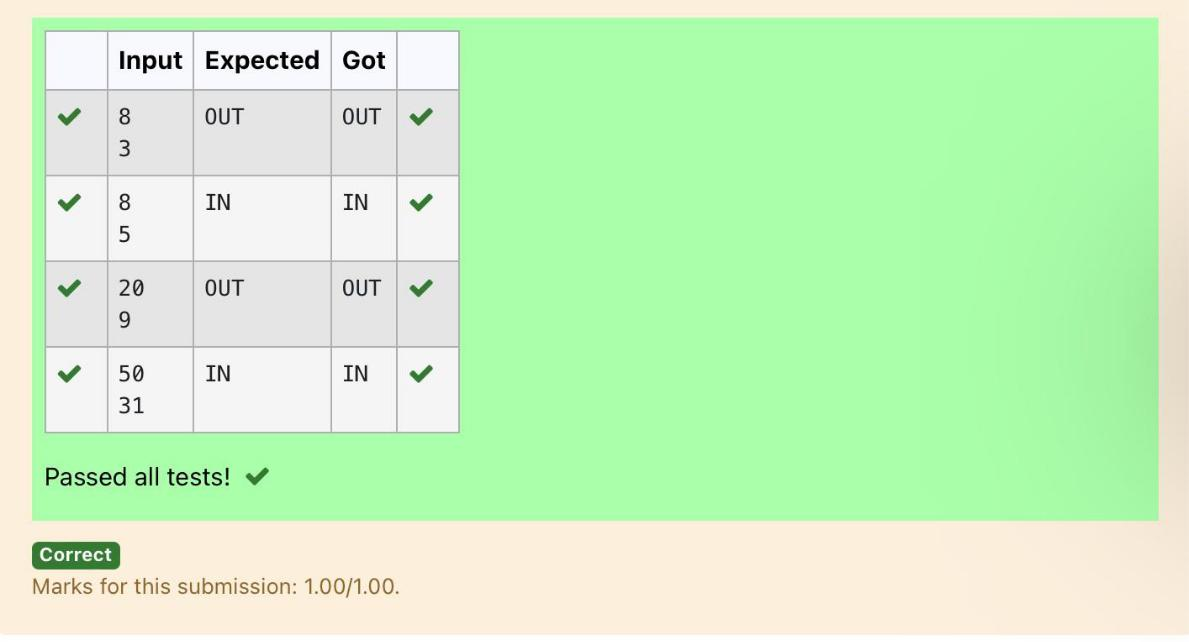 Input Expected Got
8 OUT OUT
3
8 IN IN
5
20 OUT OUT
9
50 IN IN
31
Passed all tests!
Correct
Marks for this submission: 1.00/1.00.